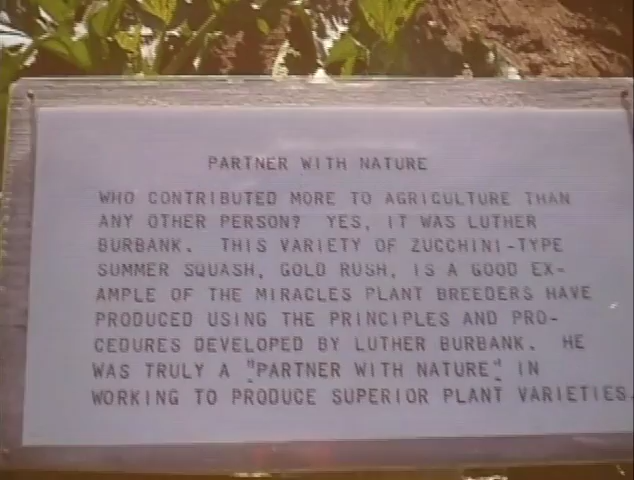 PARTNER WITH NATURE
WHO CONTRIBUTED MORE TO AGRICULTURE THAN
ANY OTHER PERSON? YES, IT WAS LUTHER
BURBANK. THIS VARIETY OF ZUCCHINI-TYPE
SUMMER SQUASH, GOLD RUSH, IS A GOOD EX-
AMPLE OF THE MIRACLES PLANT BREEDERS HAVE
PRODUCED USING THE PRINCIPLES AND PRO-
CEDURES DEVELOPED BY LUTHER BURBANK. HE
WAS TRULY A "PARTNER WITH NATURE" IN
WORKING TO PRODUCE SUPERIOR PLANT VARIETIES.